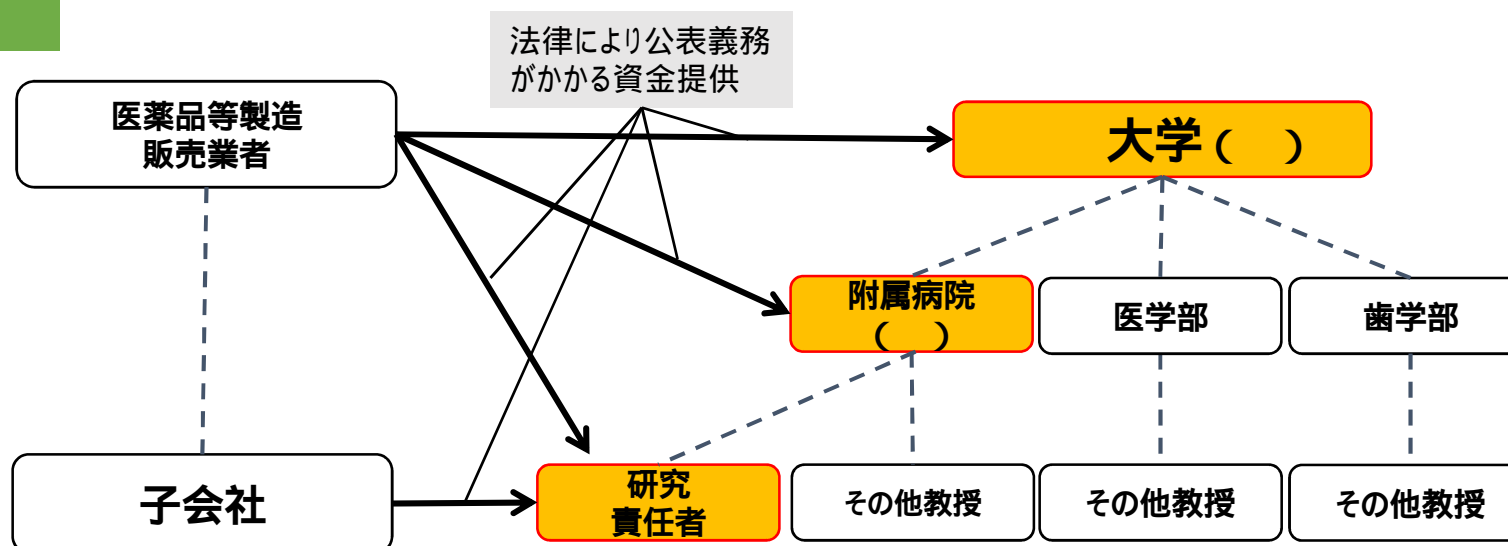 法律により公表義務
がかかる資金提供
医薬品等製造
販売業者
大学(　)
附属病院
(　)
医学部
歯学部
子会社
研究
責任者
その他教授
その他教授
その他教授